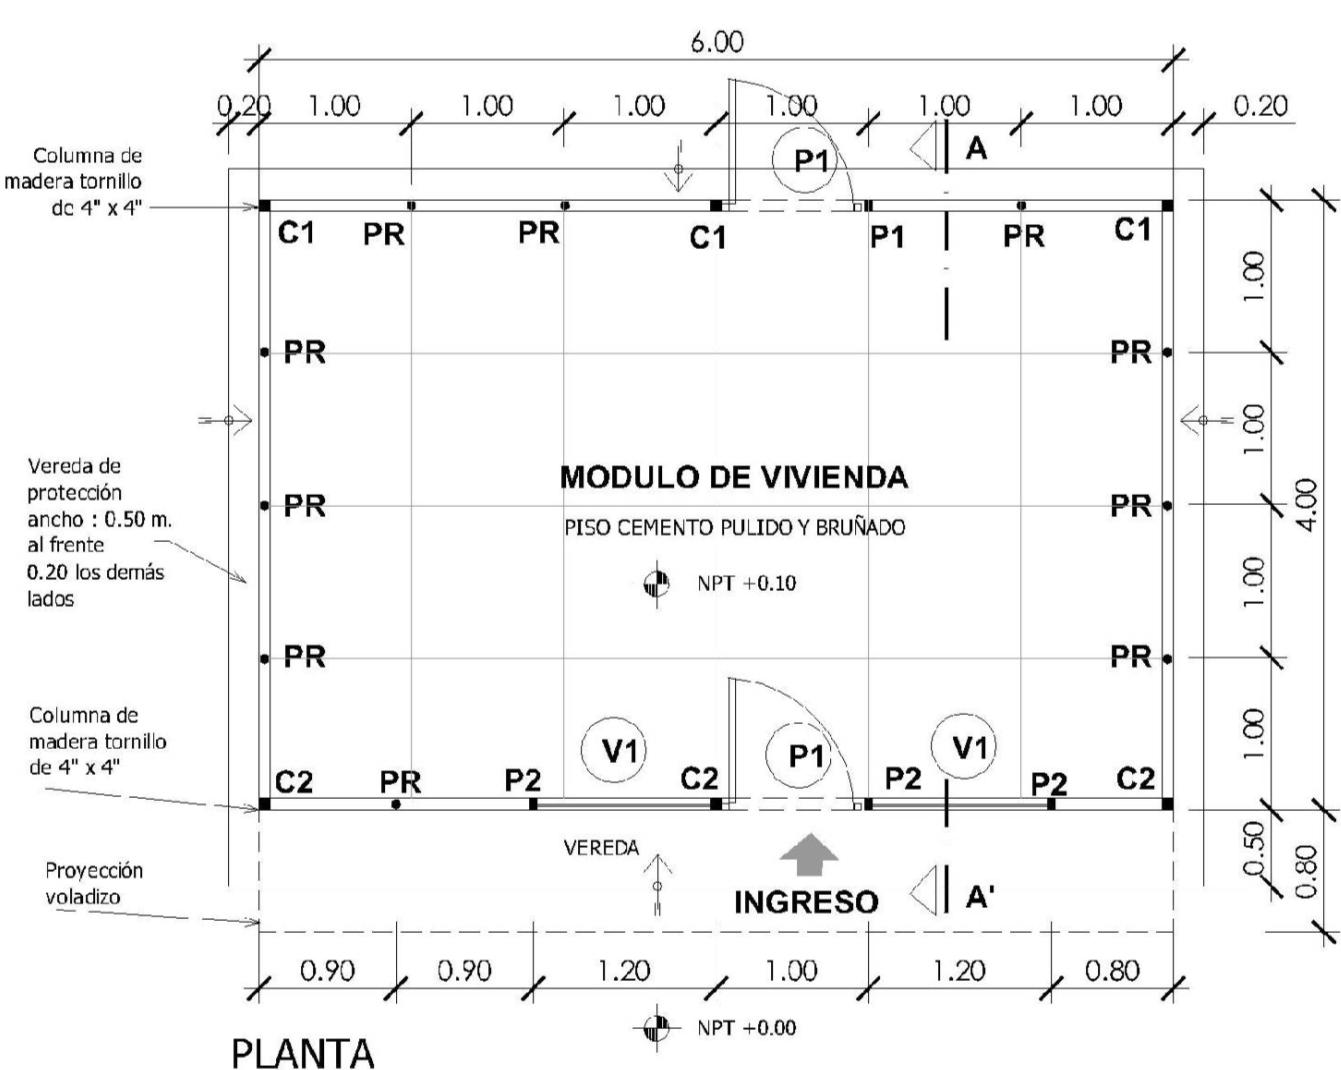 6.00
0.20 1.00 1.00 1.00 1.00 1.00 1.00 0.20
Columna de
madera tornillo
de 4" x 4"
P1
A
C1 PR PR C1 P1 PR C1
1.00
PR PR
1.00
4.00
Vereda de
protección
ancho : 0.50 m.
al frente
0.20 los demás
lados
MODULO DE VIVIENDA
PISO CEMENTO PULIDO Y BRUÑADO
PR PR
NPT +0.10
1.00
PR PR
Columna de
madera tornillo
de 4" x 4"
1.00
V1 P1 V1
C2 PR P2 C2 P2 P2 C2
VEREDA
0.50
0.80
Proyección
voladizo
INGRESO
A'
0.90 0.90 1.20 1.00 1.20 0.80
NPT +0.00
PLANTA